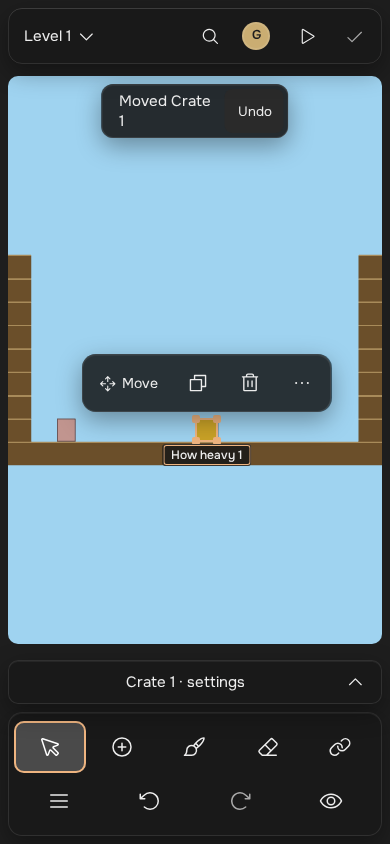 Level 1
G
Moved Crate
1
Undo
Move
How heavy 1
Crate 1 · settings